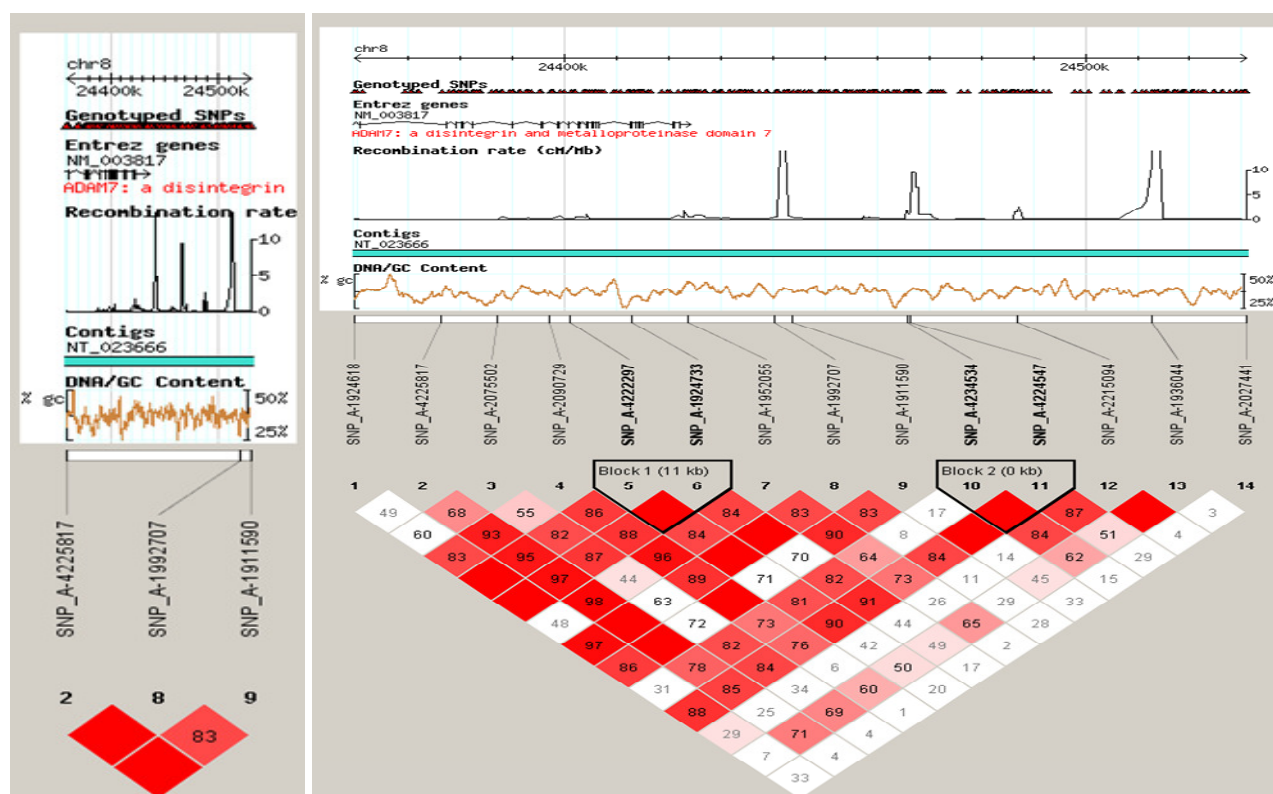 chr8
24400k 24500k
Genotyped SNPs
Entrez genes
NM_003817
ADAM7: a disintegrin
Recombination rate
10
5
0
Contigs
NT_023666
DNA/GC Content
% gc 50%
25%
SNP_A-4225817
SNP_A-1992707
SNP_A-1911590
2 8 9
83
chr8
24400k 24500k
Genotyped SNPs
Entrez genes
NM_003817
ADAM7: a disintegrin and metalloproteinase domain 7
Recombination rate (cM/Mb)
10
5
0
Contigs
NT_023666
DNA/GC Content
% gc 50%
25%
SNP_A-1924618
SNP_A-4225817
SNP_A-2075502
SNP_A-2090729
SNP_A-4222297
SNP_A-1924733
SNP_A-1952055
SNP_A-1992707
SNP_A-1911590
SNP_A-4234534
SNP_A-4224547
SNP_A-2215094
SNP_A-1936044
SNP_A-2027441
Block 1 (11 kb) Block 2 (0 kb)
1 2 3 4 5 6 7 8 9 10 11 12 13 14
49 68 55 86 84 83 83 17 87 3
60 93 82 88 84 90 8 84 51 4
83 95 87 96 70 64 84 14 62 29
97 44 89 71 82 73 11 45 15
98 63 81 91 26 29 33
48 72 73 90 44 65 28
97 82 76 42 49 2
86 78 84 6 50 17
31 85 34 60 20
88 25 69 1
29 71 4
7 4
33